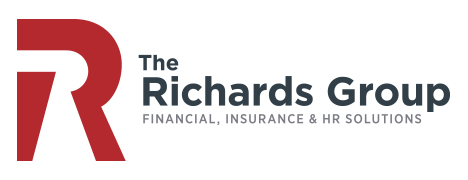 The
Richards Group
FINANCIAL, INSURANCE & HR SOLUTIONS